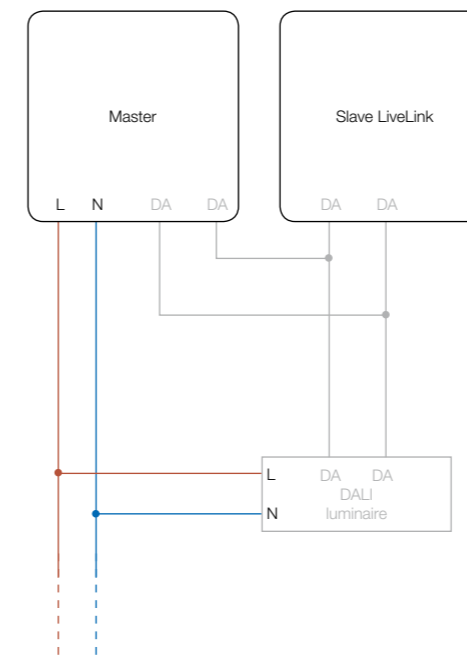 Master
Slave LiveLink
L N DA DA
DA DA
L DA DA
DALI
N luminaire